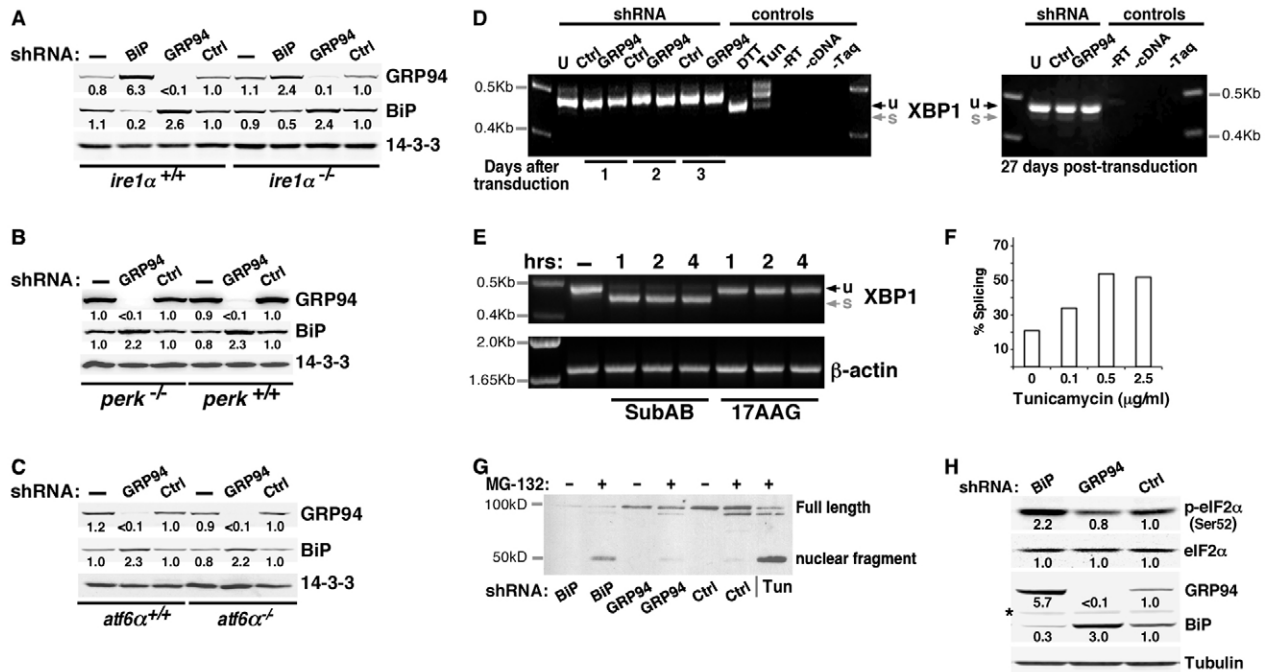 A
shRNA: — BiP GRP94 Ctrl — BiP GRP94 Ctrl
GRP94
0.8 6.3 <0.1 1.0 1.1 2.4 0.1 1.0
BiP
1.1 0.2 2.6 1.0 0.9 0.5 2.4 1.0
14-3-3
ire1α +/+ ire1α -/-
B
shRNA: — GRP94 Ctrl — GRP94 Ctrl
GRP94
1.0 <0.1 1.0 0.9 <0.1 1.0
BiP
1.0 2.2 1.0 0.8 2.3 1.0
14-3-3
perk -/- perk +/+
C
shRNA: — GRP94 Ctrl — GRP94 Ctrl
GRP94
1.2 <0.1 1.0 0.9 <0.1 1.0
BiP
1.0 2.3 1.0 0.8 2.2 1.0
14-3-3
atf6α+/+ atf6α-/-
D
shRNA controls
U Ctrl GRP94 Ctrl GRP94 Ctrl GRP94 DTT Tun -RT -cDNA -Taq
0.5Kb
0.4Kb
u
s
XBP1
Days after
transduction
1 2 3
shRNA controls
U Ctrl GRP94 -RT -cDNA -Taq
u
s
0.5Kb
0.4Kb
27 days post-transduction
E
hrs: — 1 2 4 1 2 4
0.5Kb
0.4Kb
u
s
XBP1
2.0Kb
1.65Kb
β-actin
SubAB 17AAG
F
% Splicing
70
50
30
10
0 0.1 0.5 2.5
Tunicamycin (µg/ml)
G
MG-132: - + - + - + +
100kD
Full length
50kD
nuclear fragment
shRNA: BiP BiP GRP94 GRP94 Ctrl Ctrl Tun
H
shRNA: BiP GRP94 Ctrl
p-eIF2α
(Ser52)
2.2 0.8 1.0
eIF2α
1.0 1.0 1.0
GRP94
5.7 <0.1 1.0
*
BiP
0.3 3.0 1.0
Tubulin